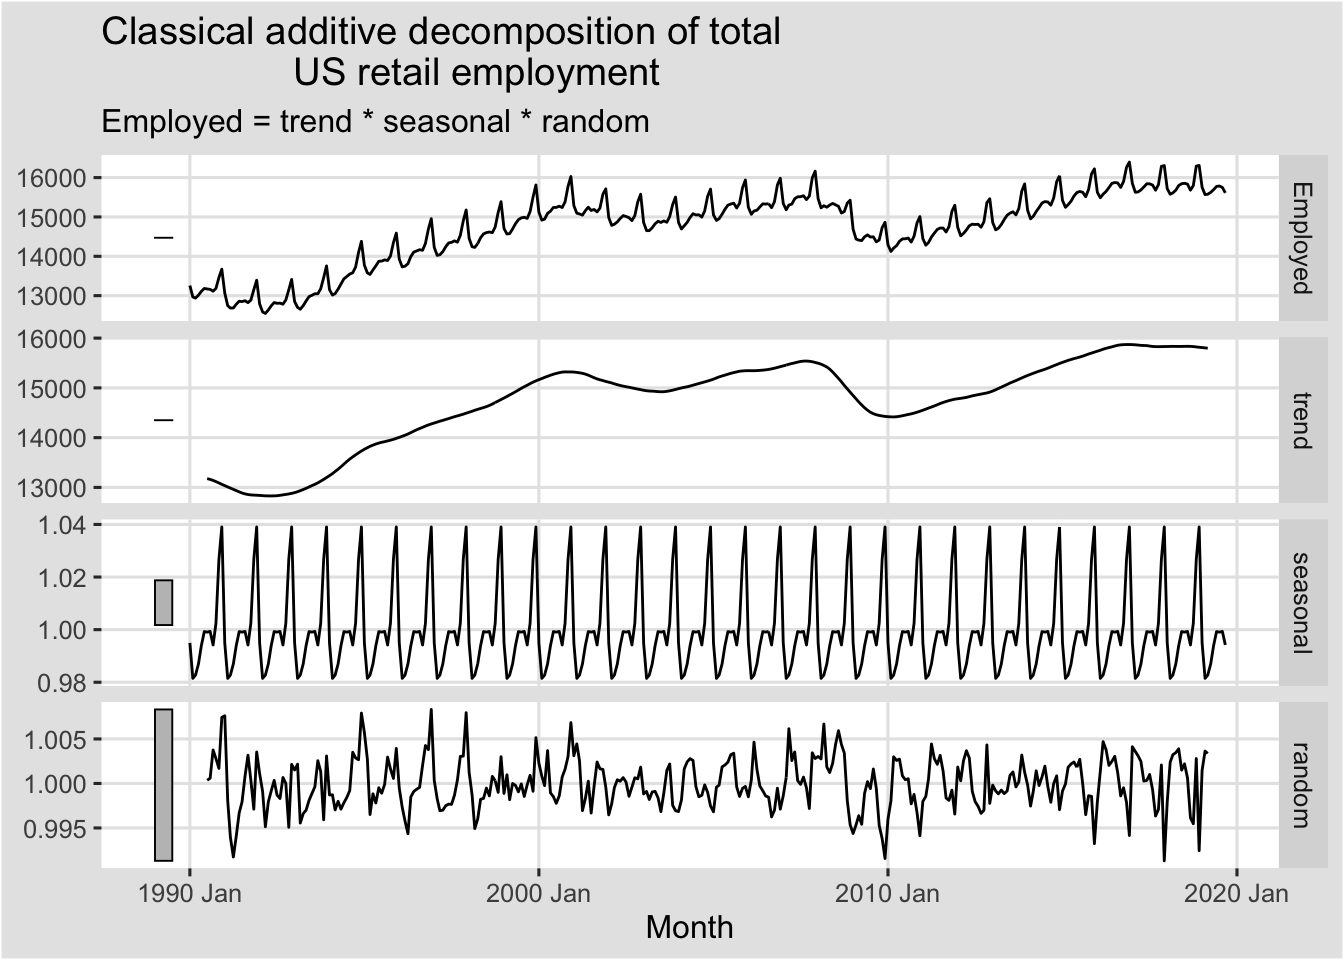 Classical additive decomposition of total
US retail employment
Employed = trend * seasonal * random
16000
15000
14000
13000
Employed
16000
15000
14000
13000
trend
1.04
1.02
1.00
0.98
seasonal
1.005
1.000
0.995
random
1990 Jan
2000 Jan
2010 Jan
2020 Jan
Month